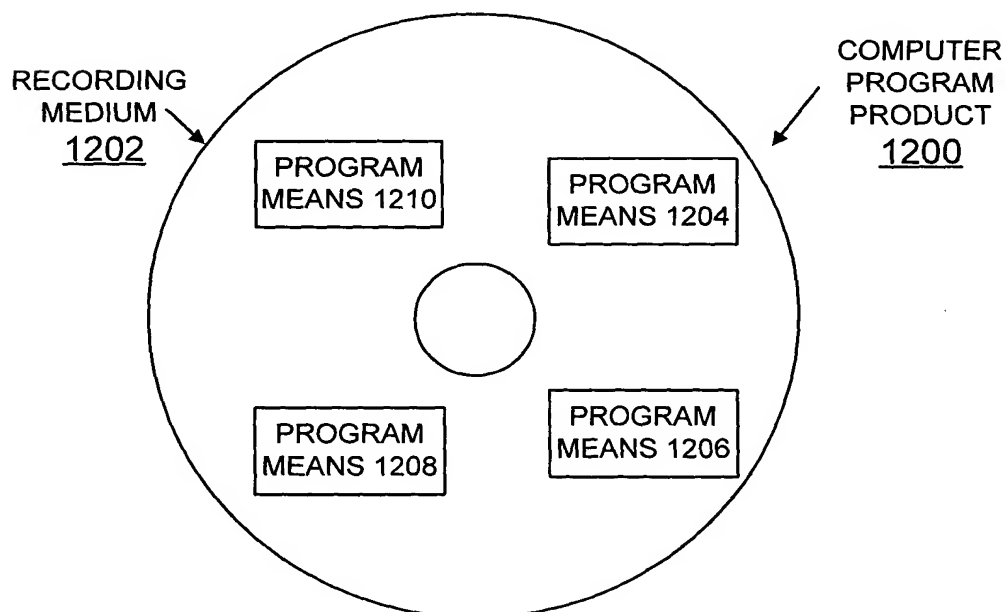 RECORDING
MEDIUM
1202
COMPUTER
PROGRAM
PRODUCT
1200
PROGRAM
MEANS 1210
PROGRAM
MEANS 1204
PROGRAM
MEANS 1208
PROGRAM
MEANS 1206